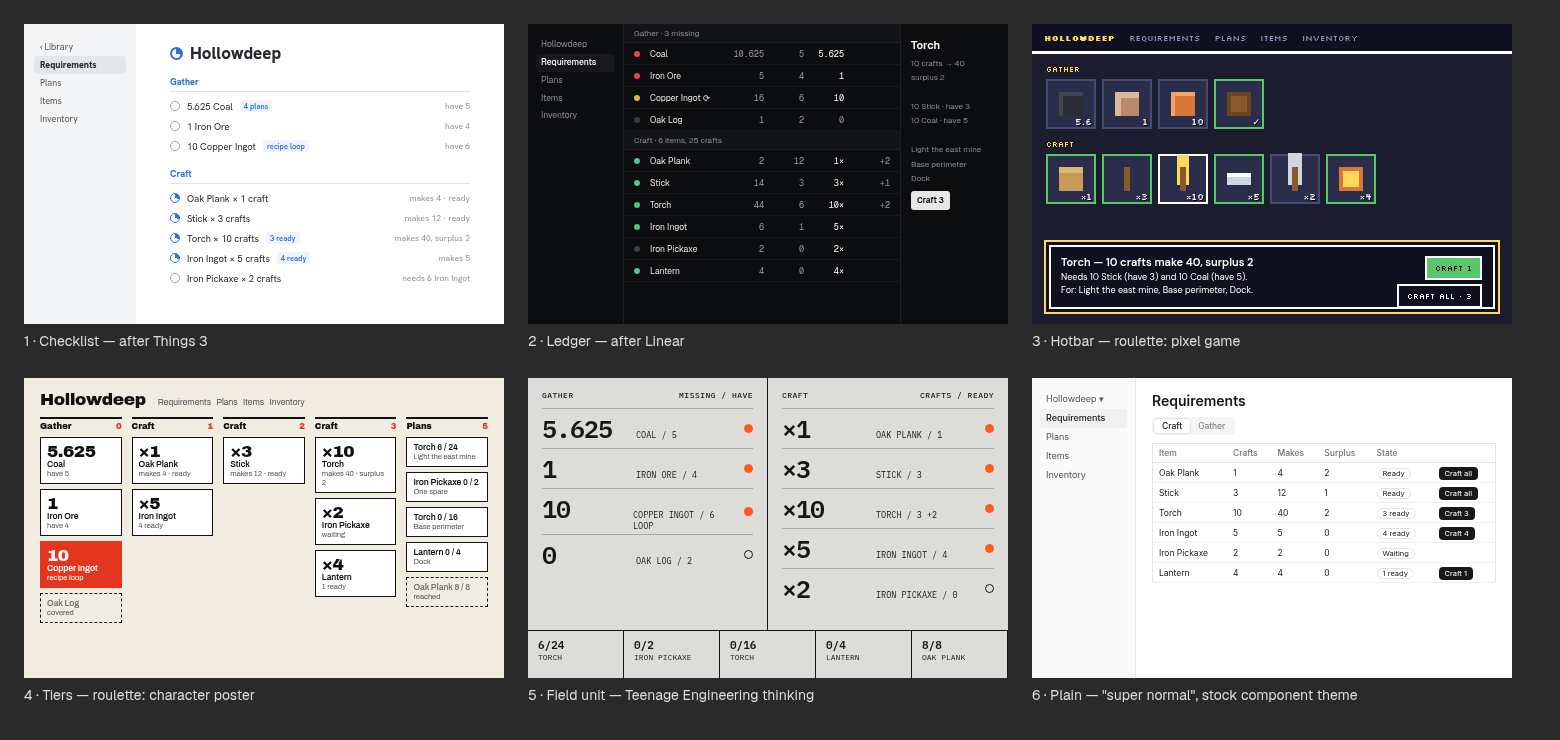 ‹ Library
Requirements
Plans
Items
Inventory
Hollowdeep
Gather
5.625 Coal 4 plans have 5
1 Iron Ore have 4
10 Copper Ingot recipe loop have 6
Craft
Oak Plank × 1 craft makes 4 · ready
Stick × 3 crafts makes 12 · ready
Torch × 10 crafts 3 ready makes 40, surplus 2
Iron Ingot × 5 crafts 4 ready makes 5
Iron Pickaxe × 2 crafts needs 6 Iron Ingot
1 · Checklist — after Things 3
Hollowdeep
Requirements
Plans
Items
Inventory
Gather · 3 missing
Coal 10.625 5 5.625
Iron Ore 5 4 1
Copper Ingot ⟳ 16 6 10
Oak Log 1 2 0
Craft · 6 items, 25 crafts
Oak Plank 2 12 1× +2
Stick 14 3 3× +1
Torch 44 6 10× +2
Iron Ingot 6 1 5×
Iron Pickaxe 2 0 2×
Lantern 4 0 4×
Torch
10 crafts → 40
surplus 2
10 Stick · have 3
10 Coal · have 5
Light the east mine
Base perimeter
Dock
Craft 3
2 · Ledger — after Linear
HOLLOWDEEP REQUIREMENTS PLANS ITEMS INVENTORY
GATHER
5.6 1 10 ✓
CRAFT
×1 ×3 ×10 ×5 ×2 ×4
Torch — 10 crafts make 40, surplus 2
Needs 10 Stick (have 3) and 10 Coal (have 5).
For: Light the east mine, Base perimeter, Dock.
CRAFT 1
CRAFT ALL · 3
3 · Hotbar — roulette: pixel game
Hollowdeep Requirements Plans Items Inventory
Gather 0
5.625
Coal
have 5
1
Iron Ore
have 4
10
Copper Ingot
recipe loop
Oak Log
covered
Craft 1
×1
Oak Plank
makes 4 · ready
×5
Iron Ingot
4 ready
Craft 2
×3
Stick
makes 12 · ready
Craft 3
×10
Torch
makes 40 · surplus
2
×2
Iron Pickaxe
waiting
×4
Lantern
1 ready
Plans 5
Torch 6 / 24
Light the east mine
Iron Pickaxe 0 / 2
One spare
Torch 0 / 16
Base perimeter
Lantern 0 / 4
Dock
Oak Plank 8 / 8
reached
4 · Tiers — roulette: character poster
GATHER MISSING / HAVE
5.625 COAL / 5
1 IRON ORE / 4
10 COPPER INGOT / 6
LOOP
0 OAK LOG / 2
CRAFT CRAFTS / READY
×1 OAK PLANK / 1
×3 STICK / 3
×10 TORCH / 3 +2
×5 IRON INGOT / 4
×2 IRON PICKAXE / 0
6/24
TORCH
0/2
IRON PICKAXE
0/16
TORCH
0/4
LANTERN
8/8
OAK PLANK
5 · Field unit — Teenage Engineering thinking
Hollowdeep ▾
Requirements
Plans
Items
Inventory
Requirements
Craft Gather
Item Crafts Makes Surplus State
Oak Plank 1 4 2 Ready Craft all
Stick 3 12 1 Ready Craft all
Torch 10 40 2 3 ready Craft 3
Iron Ingot 5 5 0 4 ready Craft 4
Iron Pickaxe 2 2 0 Waiting
Lantern 4 4 0 1 ready Craft 1
6 · Plain — "super normal", stock component theme